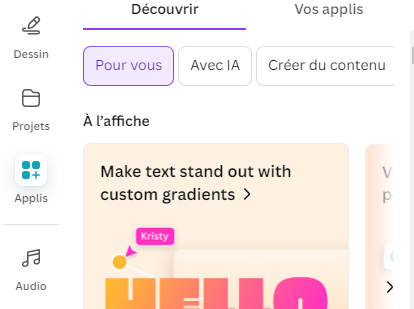 Découvrir
Vos applis
Dessin
Pour vous
Avec IA
Créer du contenu
Projets
À l'affiche
Make text stand out with
custom gradients
Applis
Kristy
HELLO
Audio